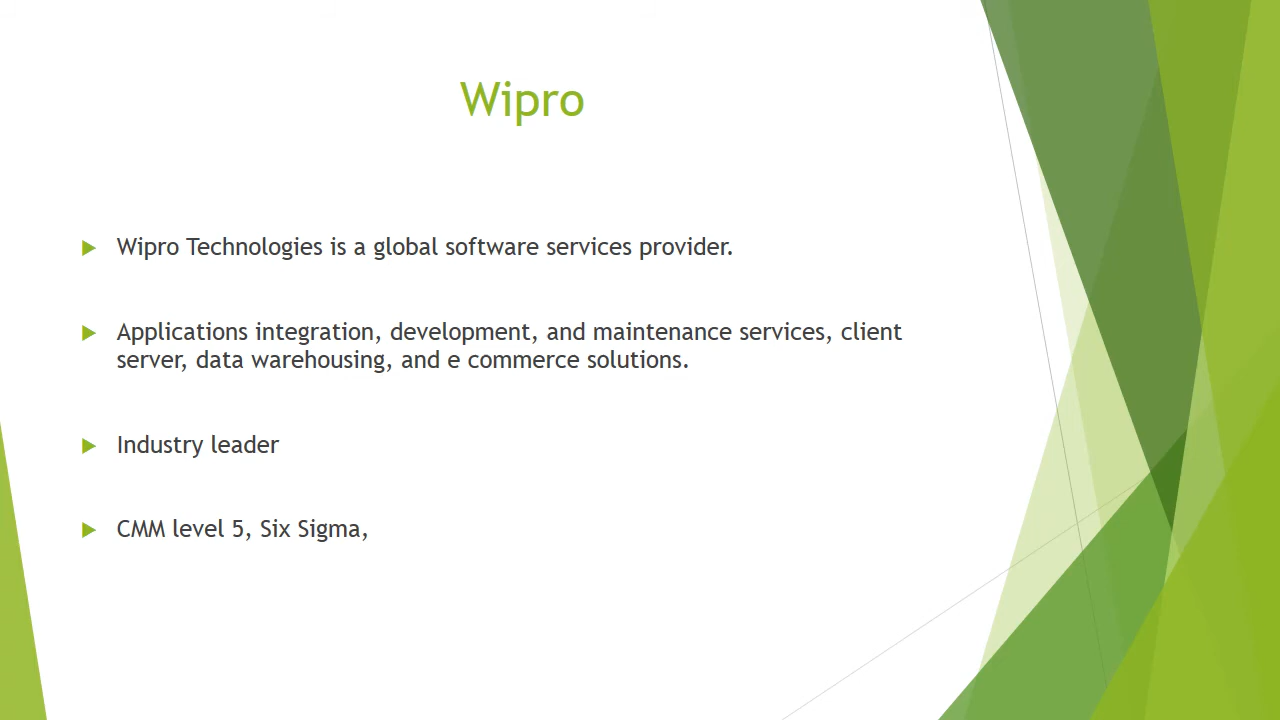 Wipro
Wipro Technologies is a global software services provider.
Applications integration, development, and maintenance services, client
server, data warehousing, and e commerce solutions.
Industry leader
CMM level 5, Six Sigma,